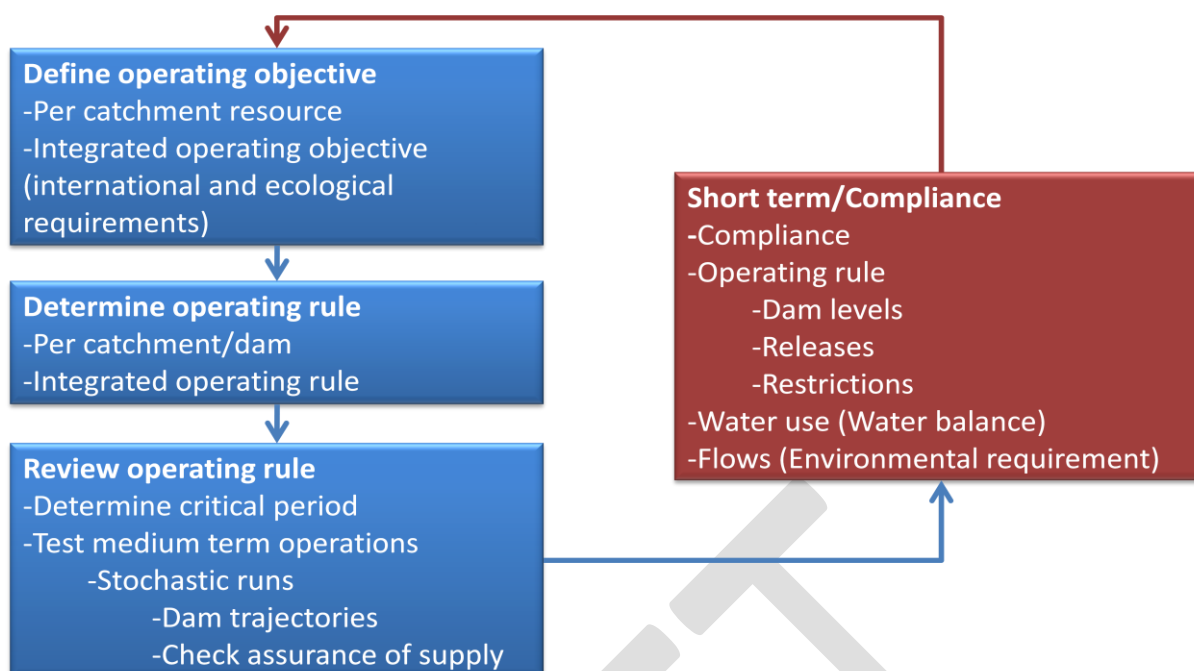 Define operating objective
-Per catchment resource
-Integrated operating objective
(international and ecological
requirements)
Determine operating rule
-Per catchment/dam
-Integrated operating rule
Review operating rule
-Determine critical period
-Test medium term operations
-Stochastic runs
-Dam trajectories
-Check assurance of supply
Short term/Compliance
-Compliance
-Operating rule
-Dam levels
-Releases
-Restrictions
-Water use (Water balance)
-Flows (Environmental requirement)